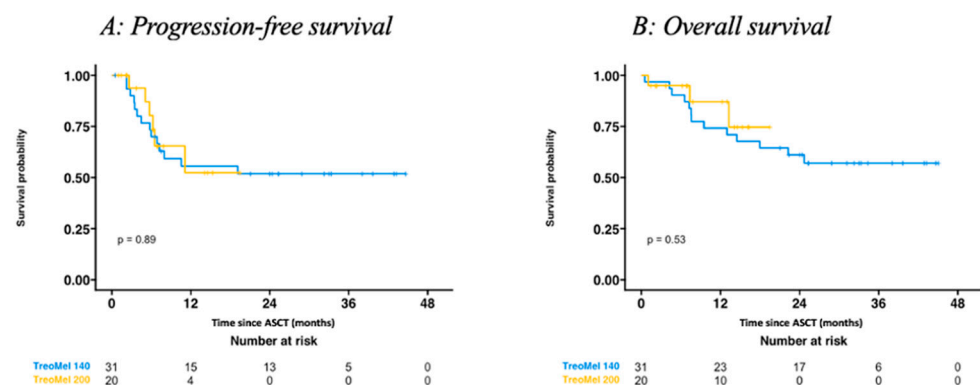 A: Progression-free survival
B: Overall survival
1.00
0.75
0.50
0.25
0.00
Survival probability
p = 0.89
0 12 24 36 48
Time since ASCT (months)
Number at risk
TreoMel 140 31 15 13 5 0
TreoMel 200 20 4 0 0 0
1.00
0.75
0.50
0.25
0.00
Survival probability
p = 0.53
0 12 24 36 48
Time since ASCT (months)
Number at risk
TreoMel 140 31 23 17 6 0
TreoMel 200 20 10 0 0 0